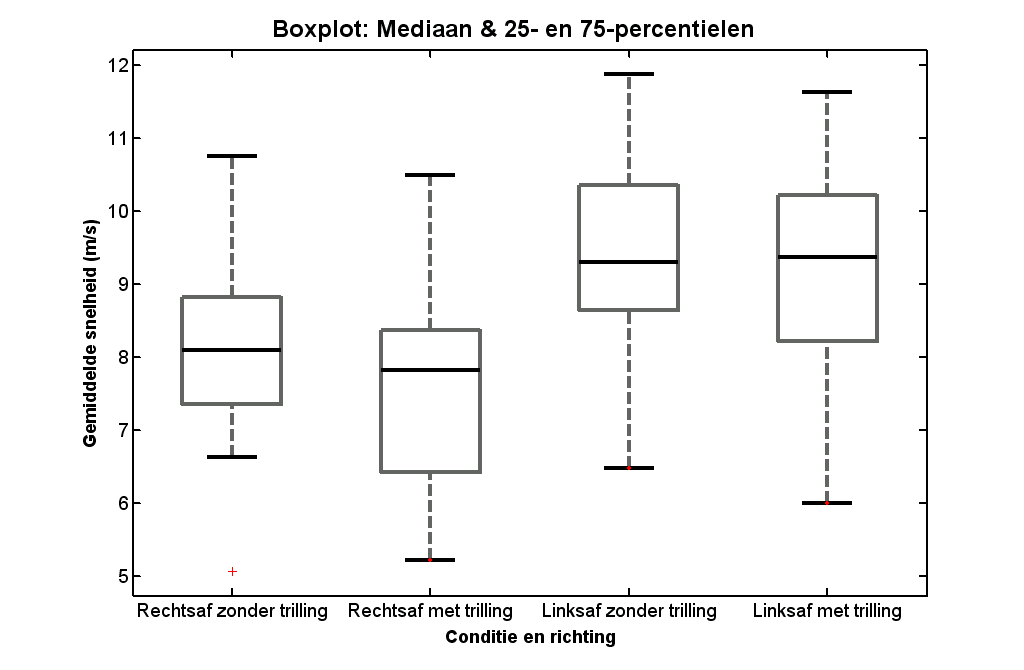 Boxplot: Mediaan & 25- en 75-percentielen
12
11
10
9
8
7
6
5
Gemiddelde snelheid (m/s)
Rechtsaf zonder trilling
Rechtsaf met trilling
Linksaf zonder trilling
Linksaf met trilling
Conditie en richting